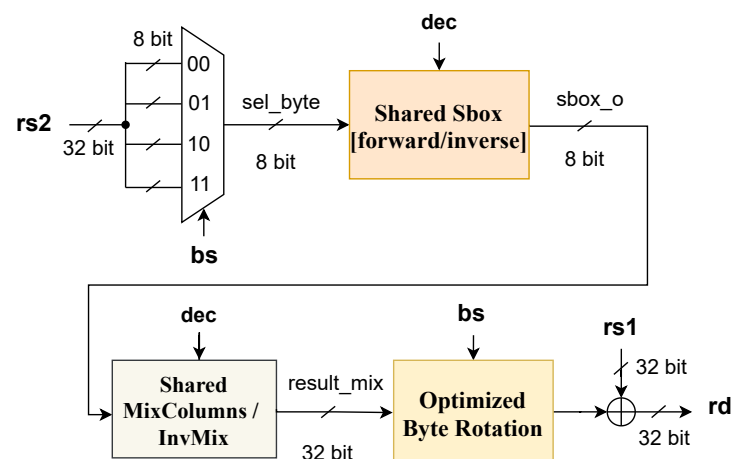 dec
8 bit
00
sbox_o
01
sel_byte
Shared Sbox
[forward/inverse]
rs2
32 bit
10
8 bit
8 bit
11
bs
dec
bs
rs1
32 bit
Shared
MixColumns /
InvMix
result_mix
Optimized
Byte Rotation
rd
32 bit
32 bit